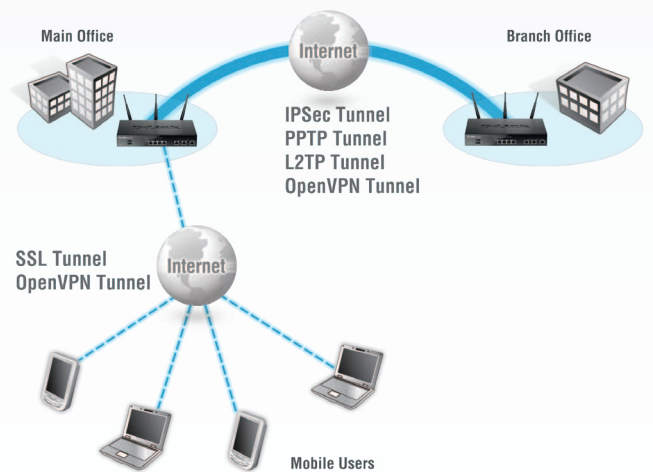 Main Office
Internet
Branch Office
IPSec Tunnel
PPTP Tunnel
L2TP Tunnel
OpenVPN Tunnel
SSL Tunnel
OpenVPN Tunnel
Internet
Mobile Users